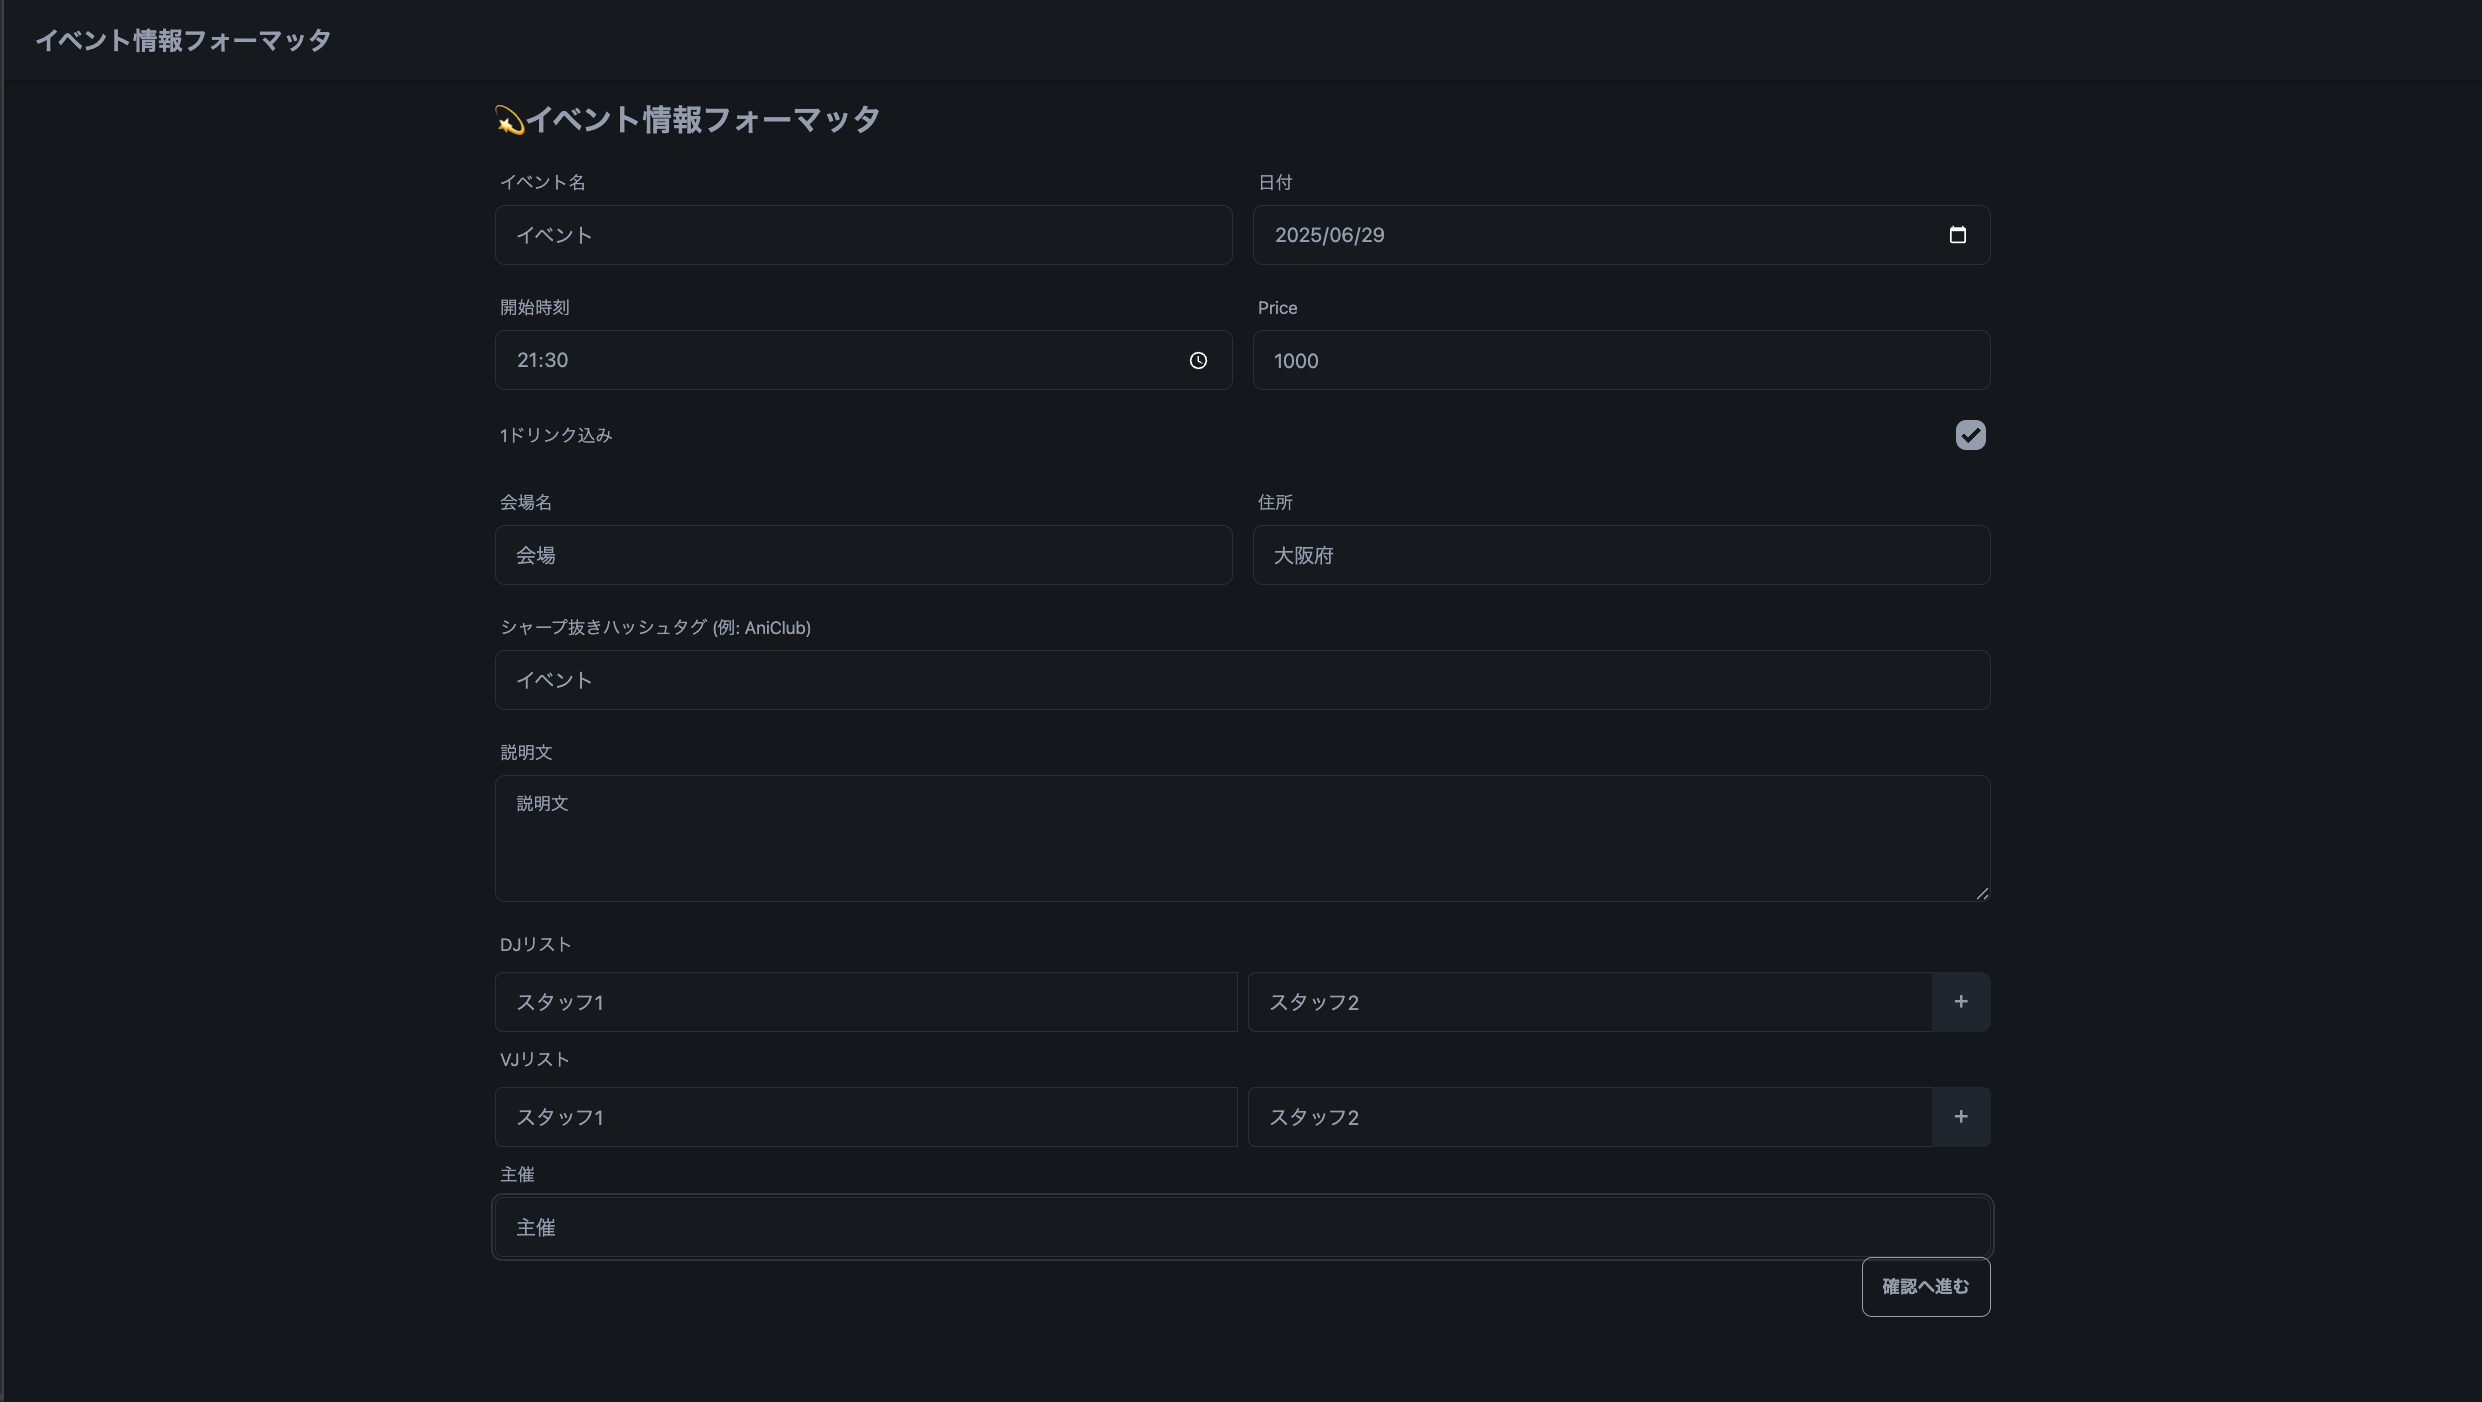 イベント情報フォーマッタ
💫イベント情報フォーマッタ
イベント名
日付
イベント
2025/06/29
開始時刻
Price
21:30
1000
1ドリンク込み
会場名
住所
会場
大阪府
シャープ抜きハッシュタグ (例: AniClub)
イベント
説明文
説明文
DJリスト
スタッフ1
スタッフ2
+
VJリスト
スタッフ1
スタッフ2
+
主催
主催
確認へ進む